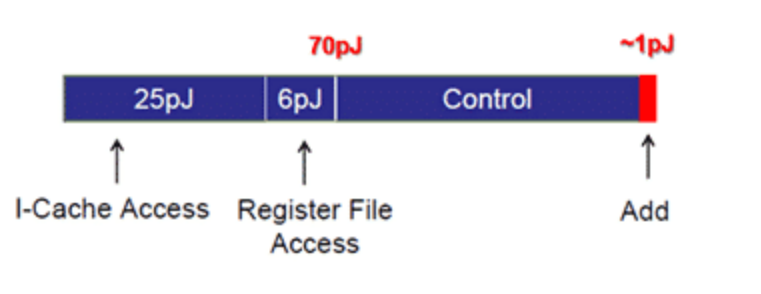 70pJ
~1pJ
25pJ
6pJ
Control
I-Cache Access
Register File
Access
Add